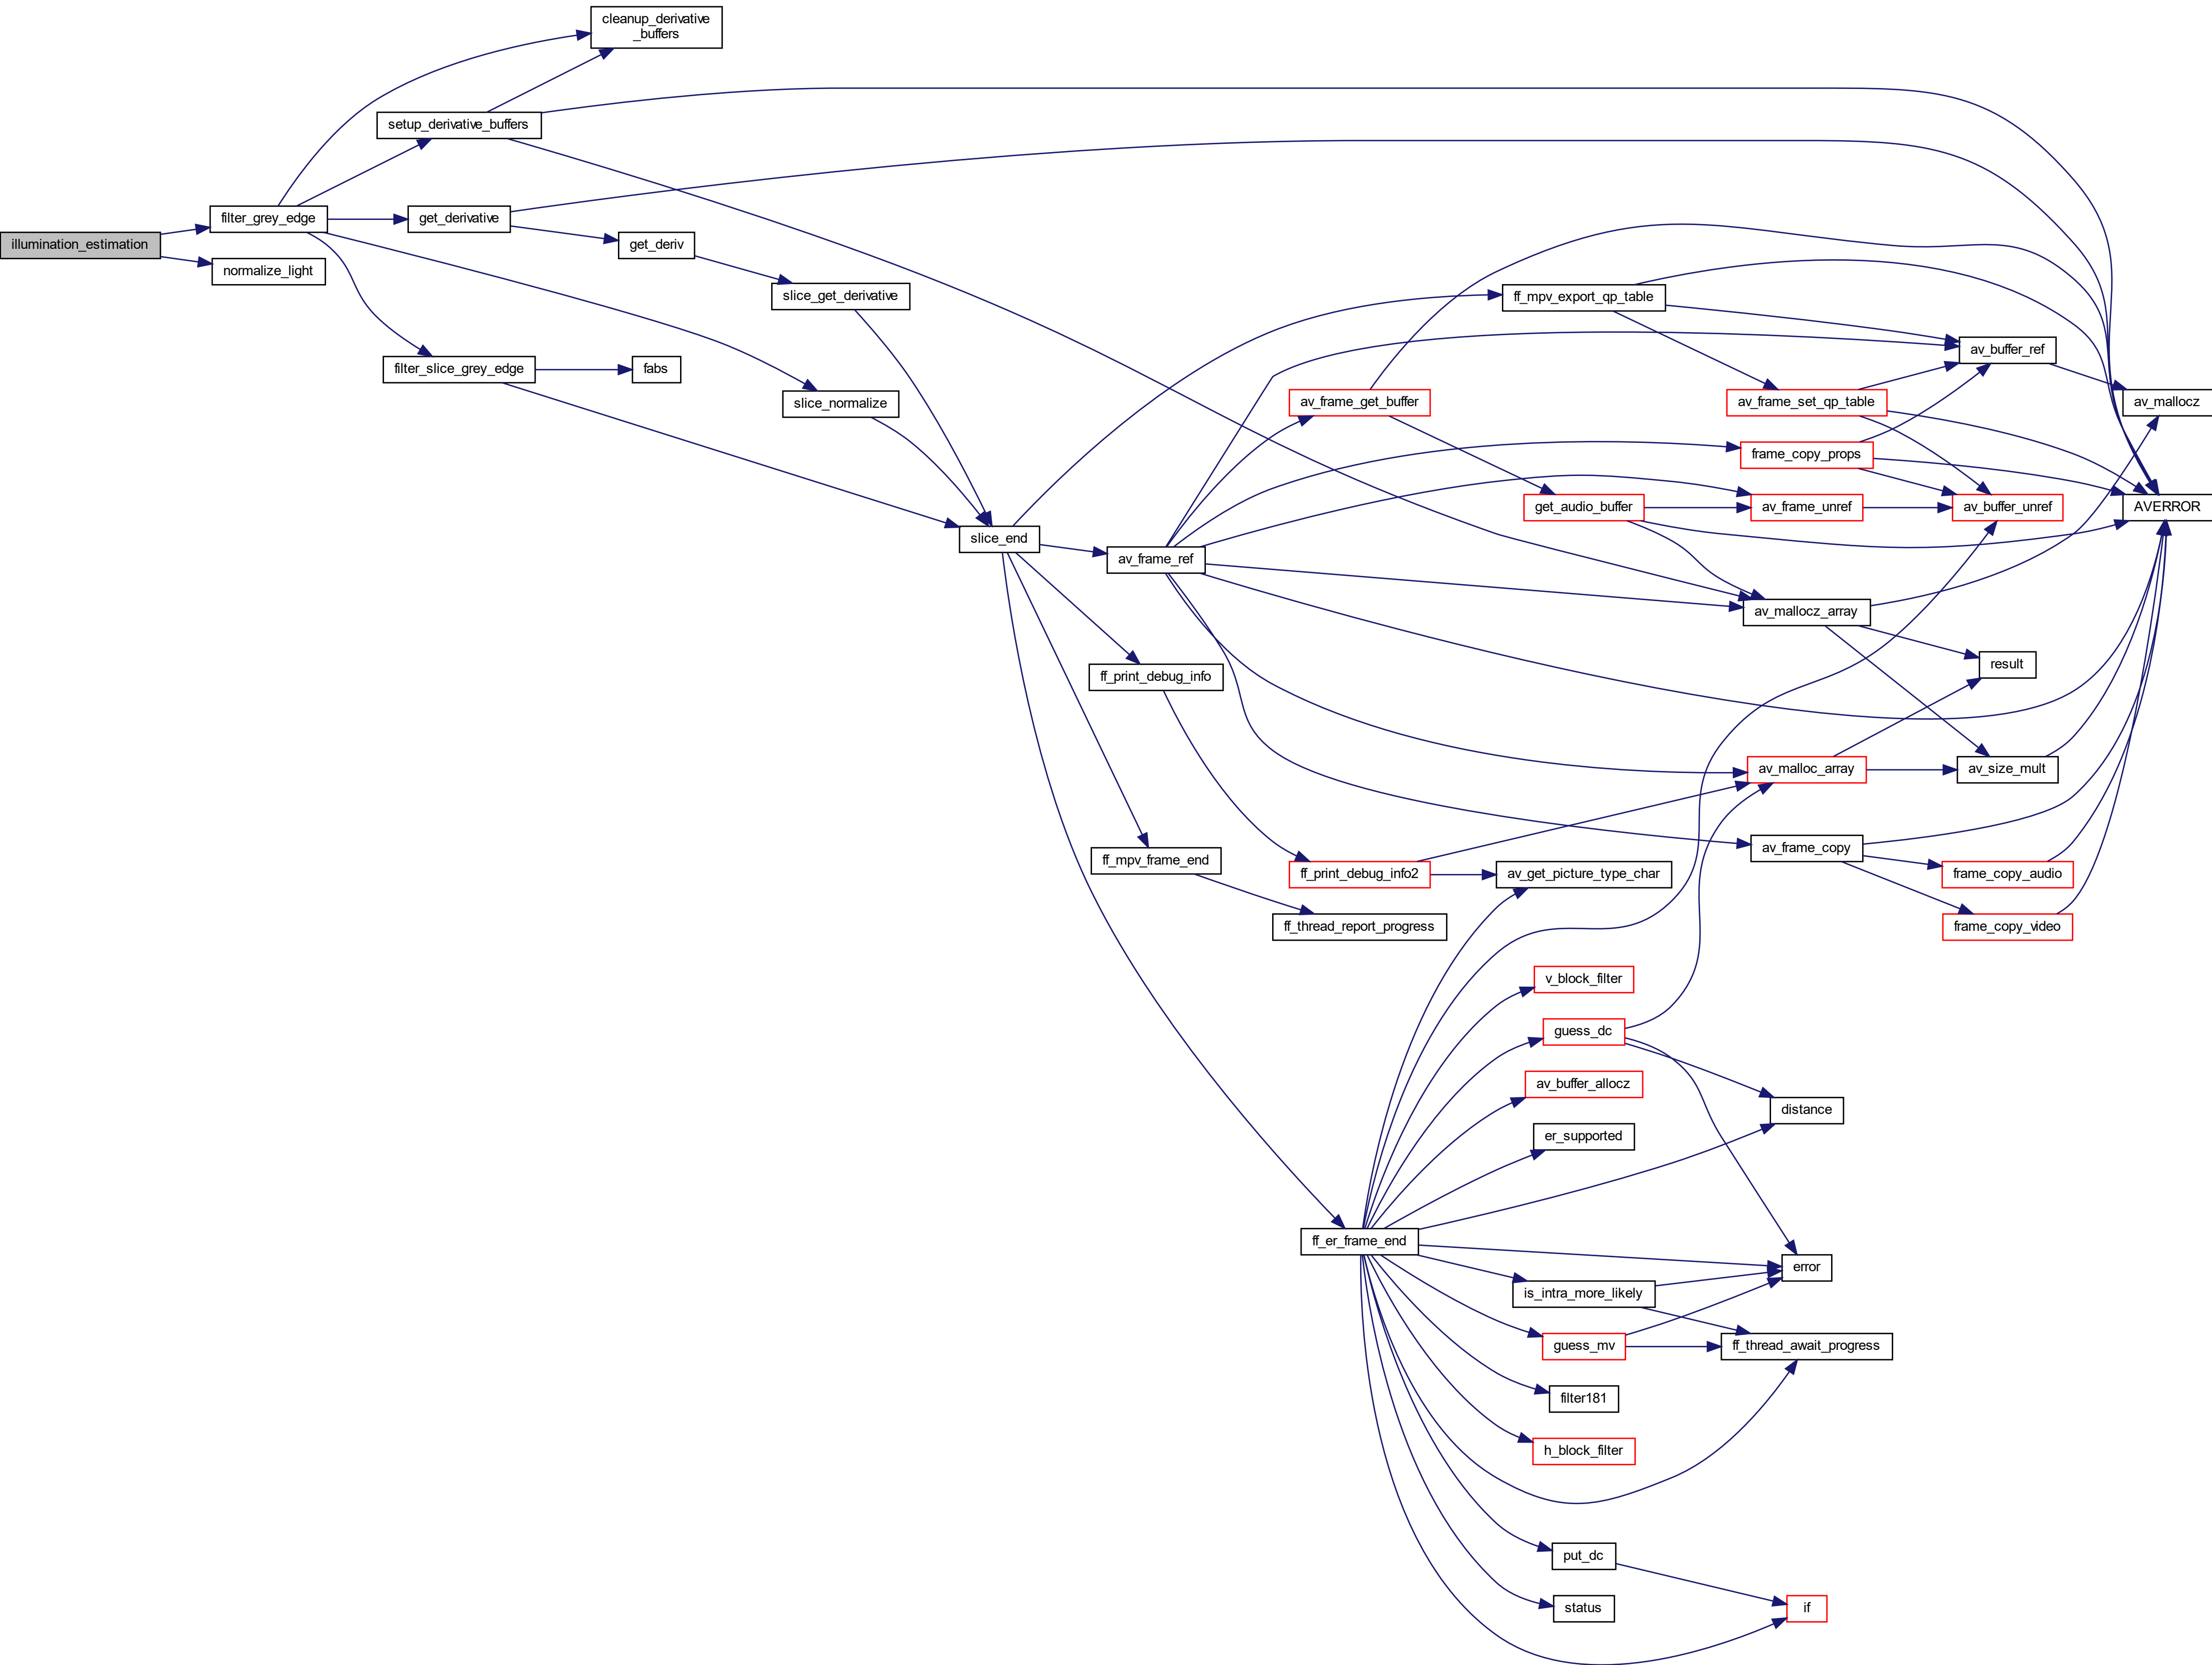 cleanup_derivative
_buffers
setup_derivative_buffers
filter_grey_edge
get_derivative
illumination_estimation
get_deriv
normalize_light
slice_get_derivative
ff_mpv_export_qp_table
filter_slice_grey_edge
fabs
av_buffer_ref
slice_normalize
av_frame_get_buffer
av_frame_set_qp_table
av_mallocz
frame_copy_props
get_audio_buffer
av_frame_unref
av_buffer_unref
AVERROR
slice_end
av_frame_ref
av_mallocz_array
ff_print_debug_info
result
av_malloc_array
av_size_mult
ff_mpv_frame_end
av_frame_copy
ff_print_debug_info2
av_get_picture_type_char
frame_copy_audio
ff_thread_report_progress
frame_copy_video
v_block_filter
guess_dc
av_buffer_allocz
distance
er_supported
ff_er_frame_end
error
is_intra_more_likely
guess_mv
ff_thread_await_progress
filter181
h_block_filter
put_dc
status
if